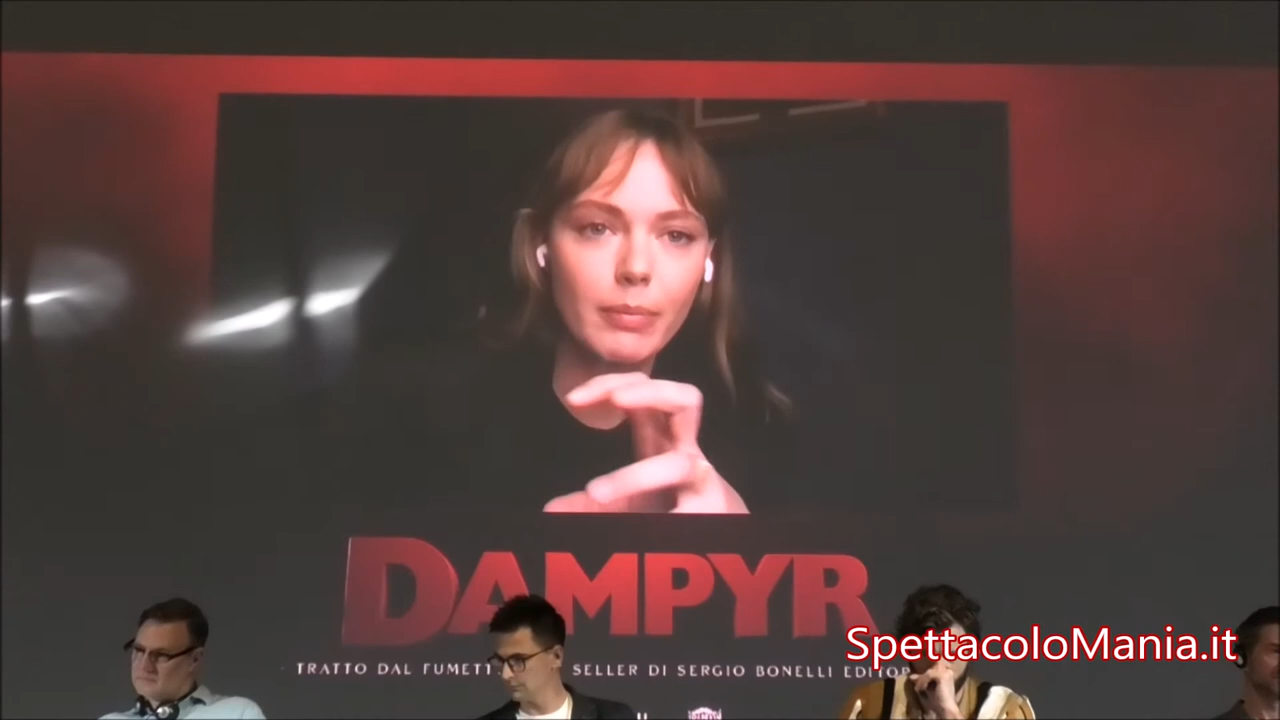 DAMPYR
TRATTO DAL FUMETT SELLER DI SERGIO BONELLI EDITOR
SpettacoloMania.it